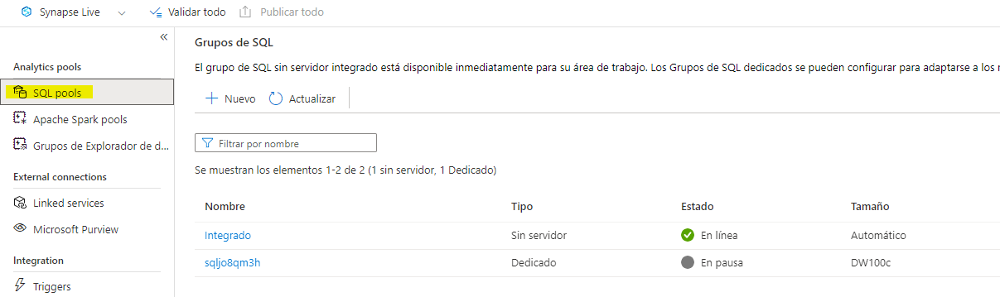 Synapse Live Validar todo Publicar todo
«
Analytics pools
SQL pools
Apache Spark pools
Grupos de Explorador de d...
External connections
Linked services
Microsoft Purview
Integration
Triggers
Grupos de SQL
El grupo de SQL sin servidor integrado está disponible inmediatamente para su área de trabajo. Los Grupos de SQL dedicados se pueden configurar para adaptarse a los
Nuevo Actualizar
Filtrar por nombre
Se muestran los elementos 1-2 de 2 (1 sin servidor, 1 Dedicado)
Nombre Tipo Estado Tamaño
Integrado Sin servidor En línea Automático
sqljo8qm3h Dedicado En pausa DW100c